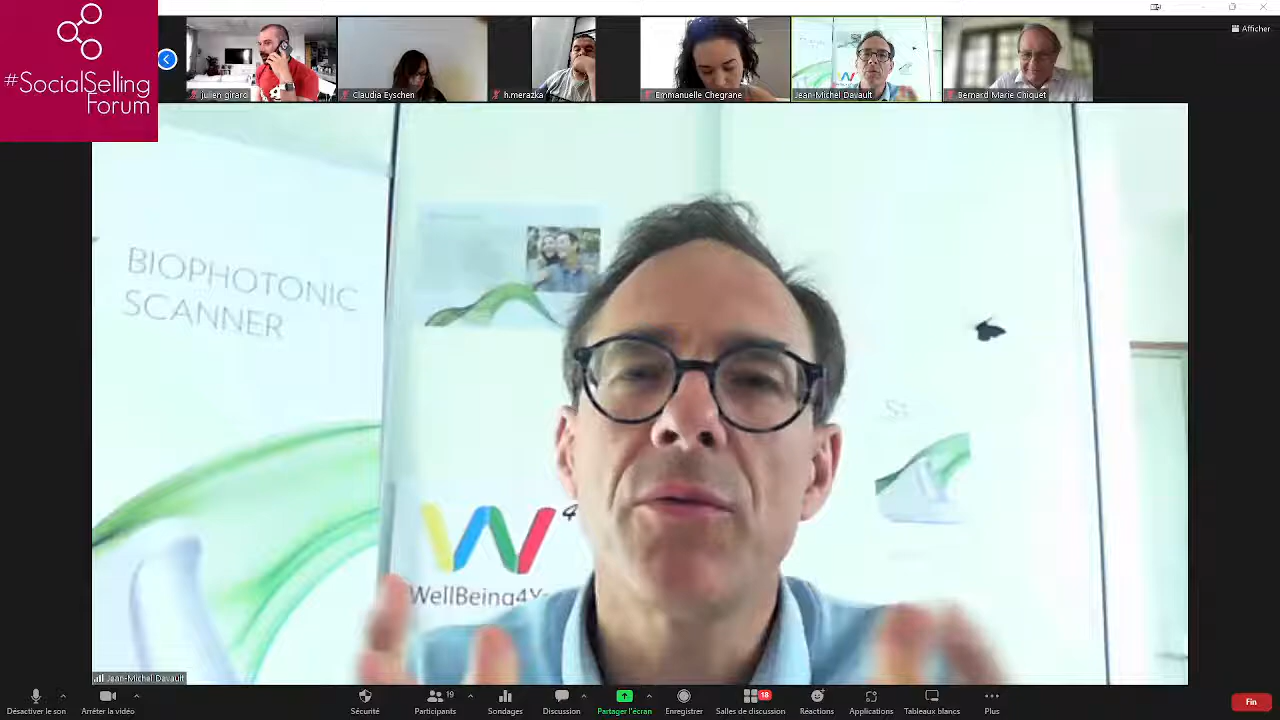 #SocialSelling
Forum
julien girard
Claudia Eyschen
h.merazka
Emmanuelle Chegrane
Jean-Michel Davault
Bernard Marie Chiquet
Afficher
BIOPHOTONIC
SCANNER
W4
WellBeing4Y
Jean-Michel Davault
Désactiver le son
Arrêter la vidéo
Sécurité
19
Participants
Sondages
Discussion
Partager l'écran
Enregistrer
18
Salles de discussion
Réactions
Applications
Tableaux blancs
Plus
Fin